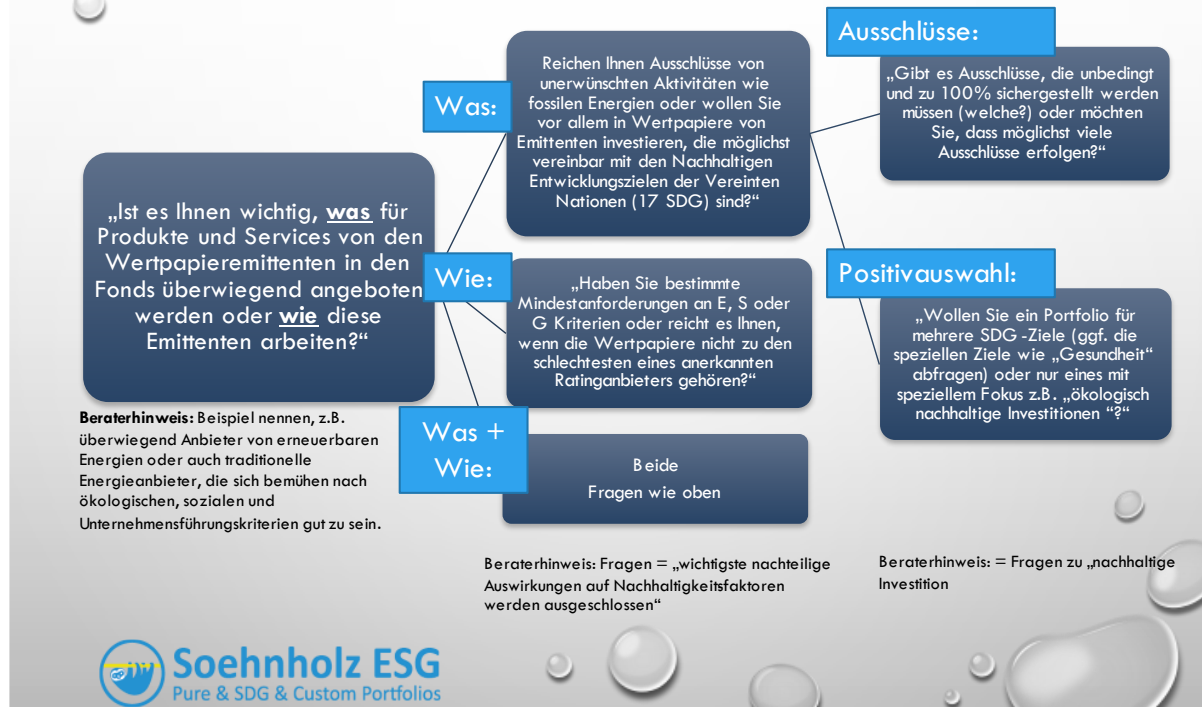 „Ist es Ihnen wichtig, was für
Produkte und Services von den
Wertpapieremittenten in den
Fonds überwiegend angeboten
werden oder wie diese
Emittenten arbeiten?“
Beraterhinweis: Beispiel nennen, z.B.
überwiegend Anbieter von erneuerbaren
Energien oder auch traditionelle
Energieanbieter, die sich bemühen nach
ökologischen, sozialen und
Unternehmensführungskriterien gut zu sein.
Was:
Reichen Ihnen Ausschlüsse von
unerwünschten Aktivitäten wie
fossilen Energien oder wollen Sie
vor allem in Wertpapiere von
Emittenten investieren, die möglichst
vereinbar mit den Nachhaltigen
Entwicklungszielen der Vereinten
Nationen (17 SDG) sind?“
Wie:
„Haben Sie bestimmte
Mindestanforderungen an E, S oder
G Kriterien oder reicht es Ihnen,
wenn die Wertpapiere nicht zu den
schlechtesten eines anerkannten
Ratinganbieters gehören?“
Was +
Wie:
Beide
Fragen wie oben
Beraterhinweis: Fragen = „wichtigste nachteilige
Auswirkungen auf Nachhaltigkeitsfaktoren
werden ausgeschlossen“
Ausschlüsse:
„Gibt es Ausschlüsse, die unbedingt
und zu 100% sichergestellt werden
müssen (welche?) oder möchten
Sie, dass möglichst viele
Ausschlüsse erfolgen?“
Positivauswahl:
„Wollen Sie ein Portfolio für
mehrere SDG -Ziele (ggf. die
speziellen Ziele wie „Gesundheit“
abfragen) oder nur eines mit
speziellem Fokus z.B. „ökologisch
nachhaltige Investitionen “?“
Beraterhinweis: = Fragen zu „nachhaltige
Investition
Soehnholz ESG
Pure & SDG & Custom Portfolios